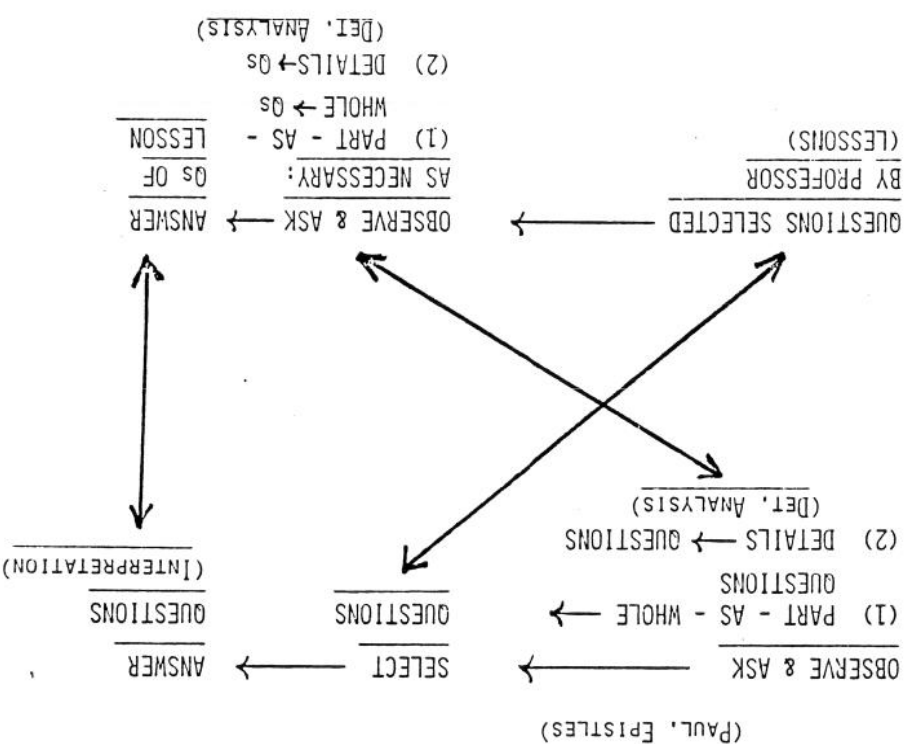 (PAUL, EPISTLES)
OBSERVE & ASK →
(1) PART - AS - WHOLE →
QUESTIONS
(2) DETAILS → QUESTIONS
(DET. ANALYSIS)
SELECT →
QUESTIONS
ANSWER
QUESTIONS
(INTERPRETATION)
QUESTIONS SELECTED →
BY PROFESSOR
(LESSONS)
OBSERVE & ASK →
AS NECESSARY:
(1) PART - AS -
WHOLE → Qs
(2) DETAILS→Qs
(DET. ANALYSIS)
ANSWER
Qs OF
LESSON